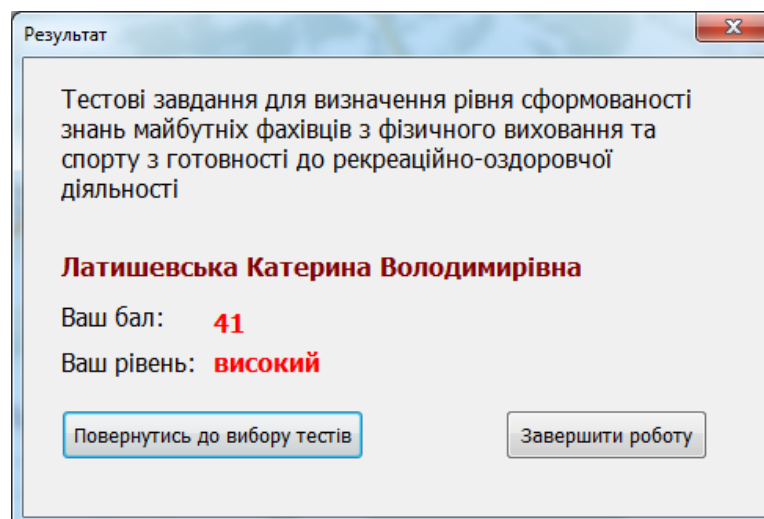 Результат
Тестові завдання для визначення рівня сформованості
знань майбутніх фахівців з фізичного виховання та
спорту з готовності до рекреаційно-оздоровчої
діяльності
Латишевська Катерина Володимирівна
Ваш бал: 41
Ваш рівень: високий
Повернутись до вибору тестів Завершити роботу